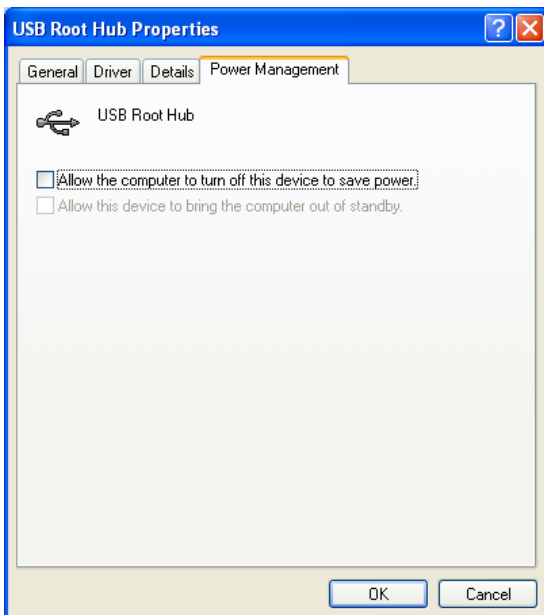 USB Root Hub Properties
General Driver Details Power Management
USB Root Hub
Allow the computer to turn off this device to save power.
Allow this device to bring the computer out of standby.
OK Cancel